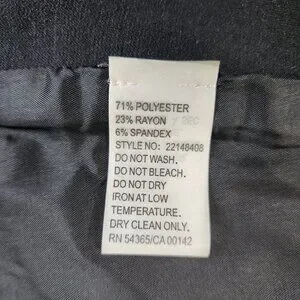 71% POLYESTER
23% RAYON
6% SPANDEX
STYLE NO: 22148408
DO NOT WASH.
DO NOT BLEACH.
DO NOT DRY
IRON AT LOW
TEMPERATURE.
DRY CLEAN ONLY.
RN 54365/CA 00142